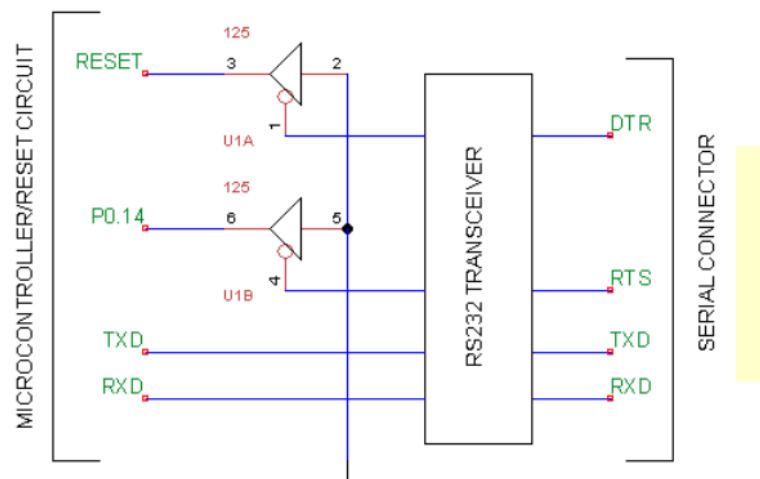 MICROCONTROLLER/RESET CIRCUIT
125
RESET
3
2
1
U1A
125
P0.14
6
5
4
U1B
TXD
RXD
RS232 TRANSCEIVER
DTR
RTS
TXD
RXD
SERIAL CONNECTOR